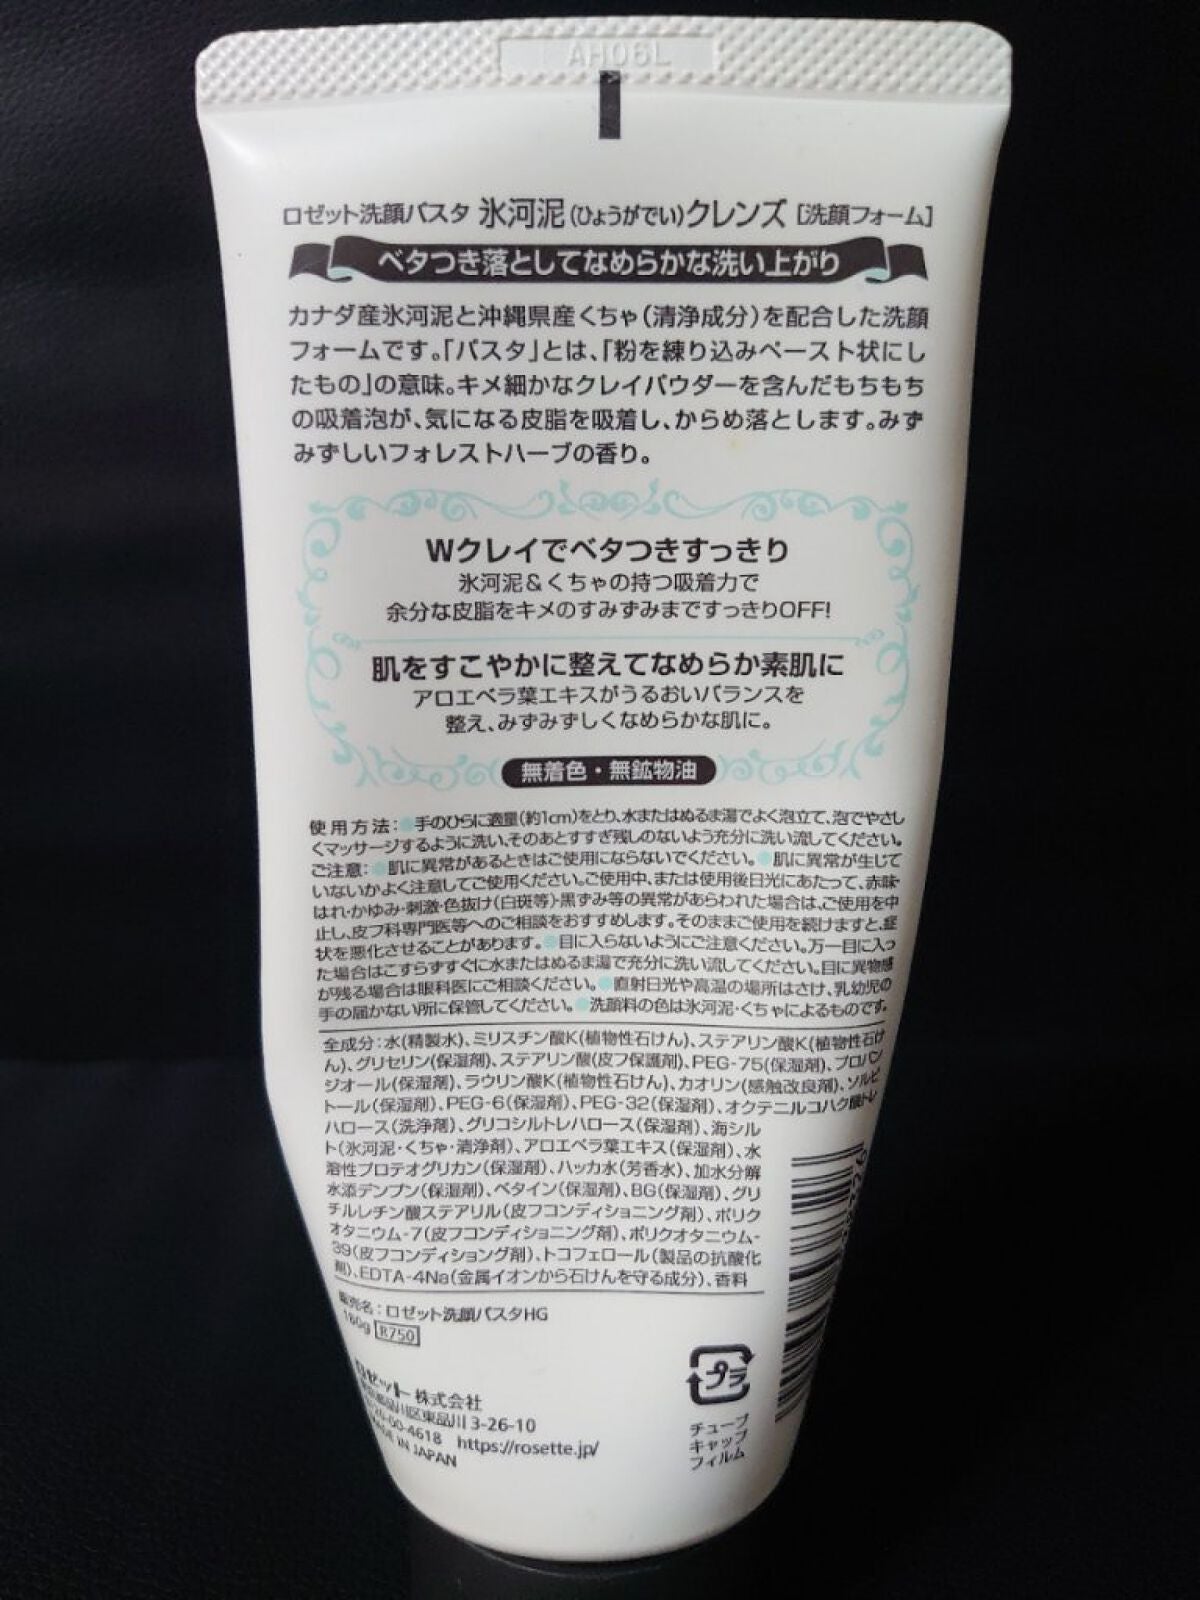 AH06L
ロゼット洗顔パスタ 氷河泥(ひょうがでい)クレンズ [洗顔フォーム]
ベタつき落としてなめらかな洗い上がり
カナダ産氷河泥と沖縄県産くちゃ(清浄成分)を配合した洗顔
フォームです。「パスタ」とは、「粉を練り込みペースト状にし
たもの」の意味。キメ細かなクレイパウダーを含んだもちもち
の吸着泡が、気になる皮脂を吸着し、からめ落とします。みず
みずしいフォレストハーブの香り。
Wクレイでベタつきすっきり
氷河泥&くちゃの持つ吸着力で
余分な皮脂をキメのすみずみまですっきりOFF!
肌をすこやかに整えてなめらか素肌に
アロエベラ葉エキスがうるおいバランスを
整え、みずみずしくなめらかな肌に。
無着色・無鉱物油
使用方法:●手のひらに適量(約1cm)をとり、水またはぬるま湯でよく泡立て、泡でやさし
くマッサージするように洗い、そのあとすすぎ残しのないよう充分に洗い流してください。
ご注意:●肌に異常があるときはご使用にならないでください。●肌に異常が生じて
いないかよく注意してご使用ください。ご使用中、または使用後日光にあたって、赤味・
はれ・かゆみ・刺激・色抜け(白斑等)・黒ずみ等の異常があらわれた場合は、ご使用を中
止し、皮フ科専門医等へのご相談をおすすめします。そのままご使用を続けますと、症
状を悪化させることがあります。●目に入らないようにご注意ください。万一目に入っ
た場合はこすらずすぐに水またはぬるま湯で充分に洗い流してください。目に異物感
が残る場合は眼科医にご相談ください。●直射日光や高温の場所はさけ、乳幼児の
手の届かない所に保管してください。●洗顔料の色は氷河泥・くちゃによるものです。
全成分:水(精製水)、ミリスチン酸K(植物性石けん)、ステアリン酸K(植物性石け
ん)、グリセリン(保湿剤)、ステアリン酸(皮フ保護剤)、PEG-75(保湿剤)、プロパン
ジオール(保湿剤)、ラウリン酸K(植物性石けん)、カオリン(感触改良剤)、ソルビ
トール(保湿剤)、PEG-6(保湿剤)、PEG-32(保湿剤)、オクテニルコハク酸トレ
ハロース(洗浄剤)、グリコシルトレハロース(保湿剤)、海シル
ト(氷河泥・くちゃ・清浄剤)、アロエベラ葉エキス(保湿剤)、水
溶性プロテオグリカン(保湿剤)、ハッカ水(芳香水)、加水分解
水添デンプン(保湿剤)、ベタイン(保湿剤)、BG(保湿剤)、グリ
チルレチン酸ステアリル(皮フコンディショニング剤)、ポリク
オタニウム-7(皮フコンディショニング剤)、ポリクオタニウム-
39(皮フコンディショング剤)、トコフェロール(製品の抗酸化
剤)、EDTA-4Na(金属イオンから石けんを守る成分)、香料
販売名:ロゼット洗顔パスタHG
R750
ロゼット 株式会社
品川区東品川 3-26-10
00-4618 https://rosette.jp/
MADE IN JAPAN
プラ
チューブ
キャップ
フィルム